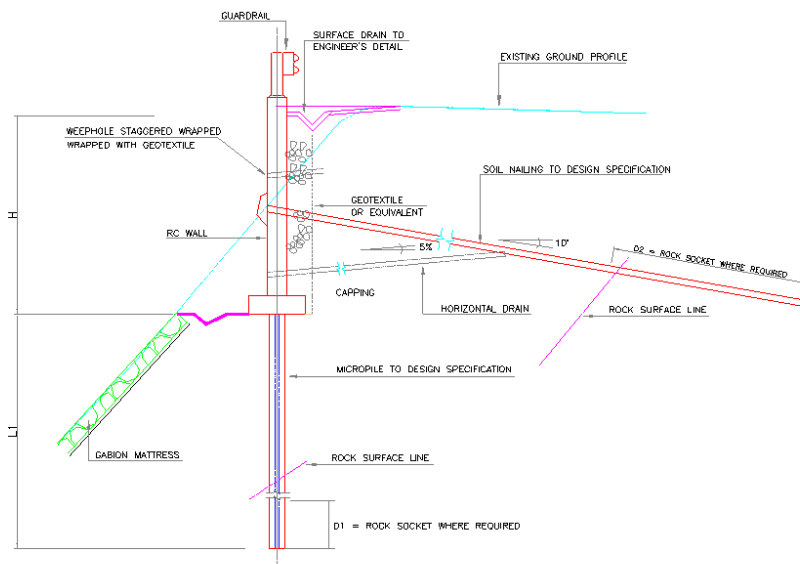 GUARDRAIL
SURFACE DRAIN TO
ENGINEER'S DETAIL
EXISTING GROUND PROFILE
WEEPHOLE STAGGERED WRAPPED
WRAPPED WITH GEOTEXTILE
SOIL NAILING TO DESIGN SPECIFICATION
GEOTEXTILE
OR EQUIVALENT
H
RC WALL
5%
10°
D2 = ROCK SOCKET WHERE REQUIRED
CAPPING
HORIZONTAL DRAIN
ROCK SURFACE LINE
MICROPILE TO DESIGN SPECIFICATION
L1
GABION MATTRESS
ROCK SURFACE LINE
D1 = ROCK SOCKET WHERE REQUIRED